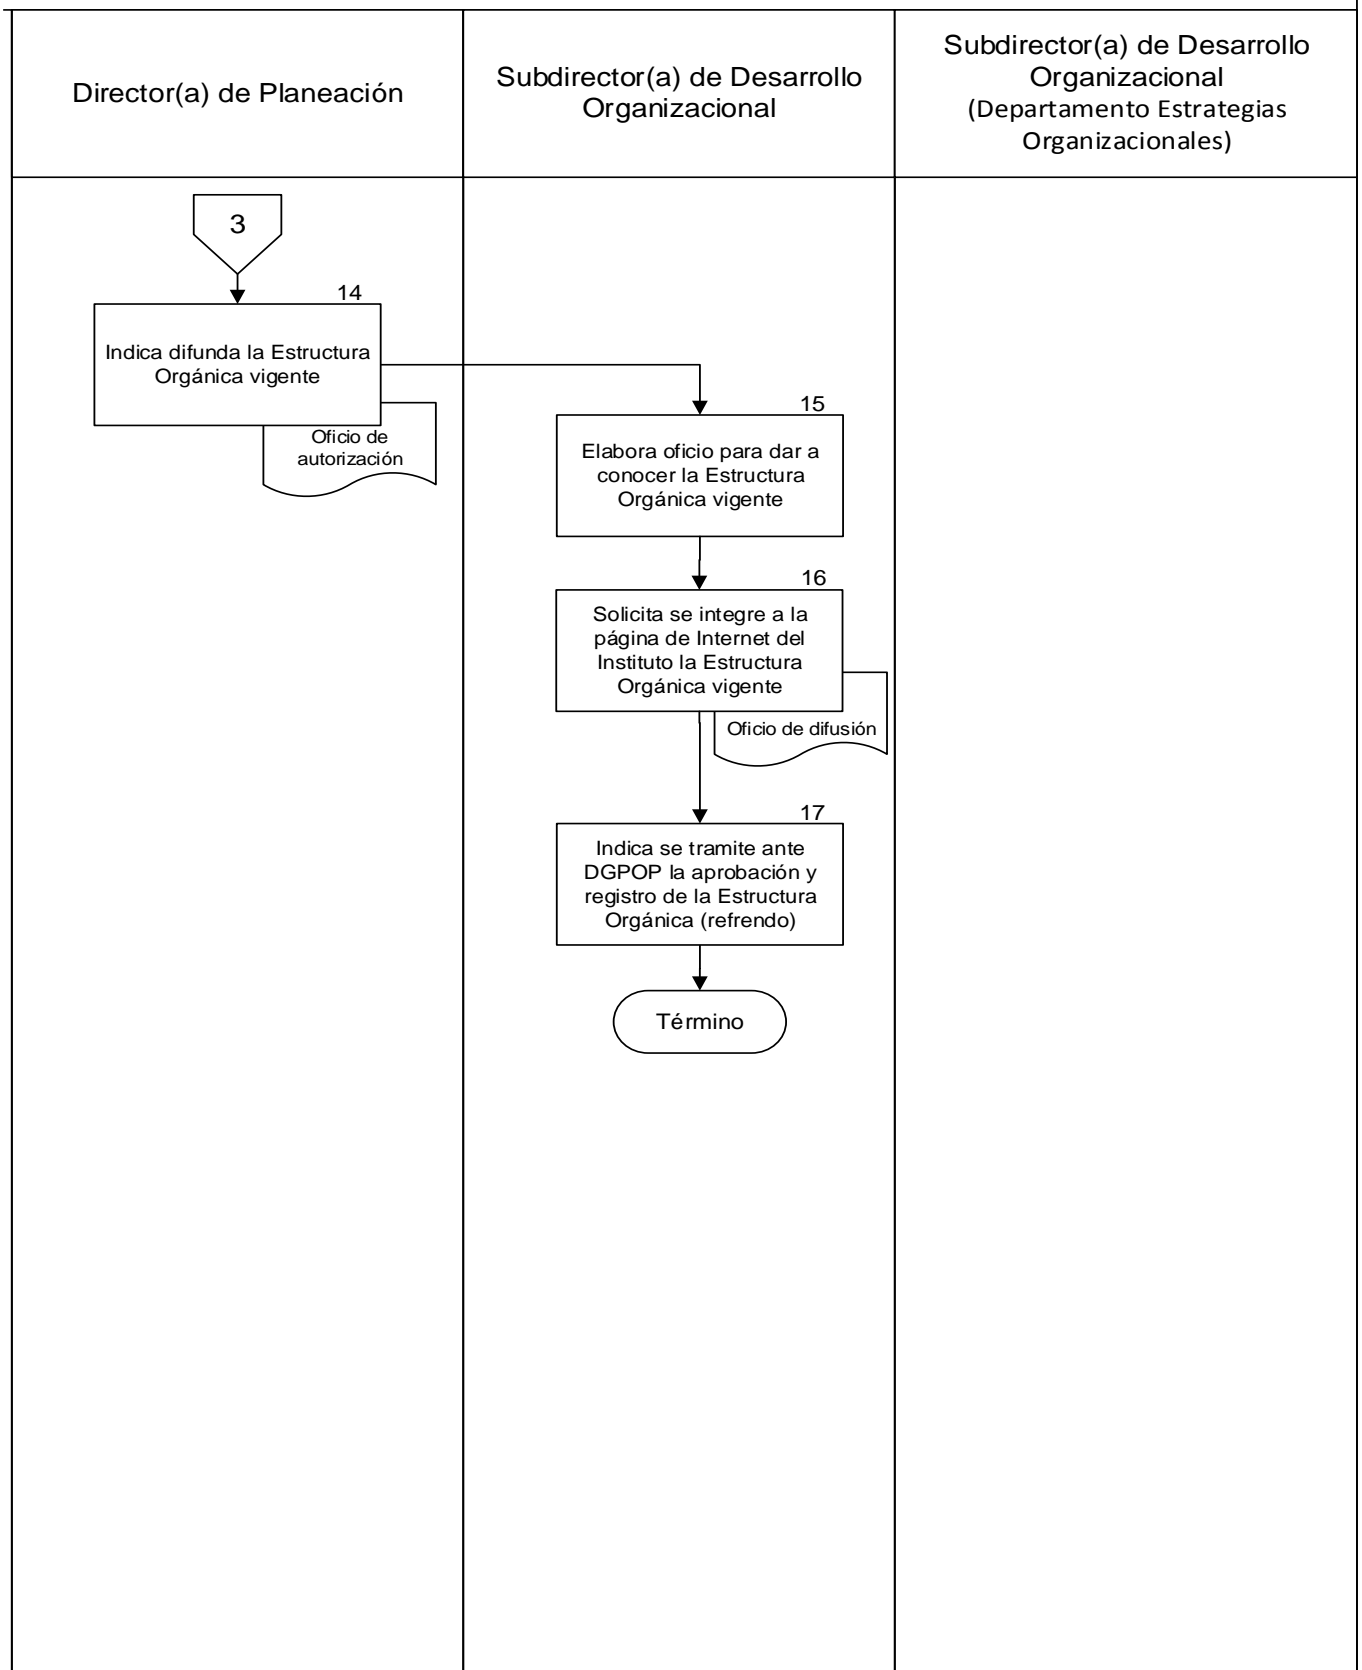 Director(a) de Planeación
Subdirector(a) de Desarrollo
Organizacional
Subdirector(a) de Desarrollo
Organizacional
(Departamento Estrategias
Organizacionales)
3
14
Indica difunda la Estructura
Orgánica vigente
Oficio de
autorización
15
Elabora oficio para dar a
conocer la Estructura
Orgánica vigente
16
Solicita se integre a la
página de Internet del
Instituto la Estructura
Orgánica vigente
Oficio de difusión
17
Indica se tramite ante
DGPOP la aprobación y
registro de la Estructura
Orgánica (refrendo)
Término